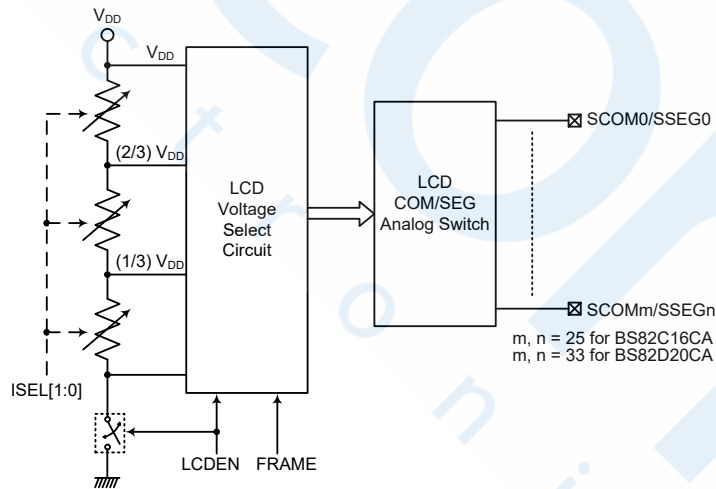 VDD
VDD
(2/3) VDD
(1/3) VDD
ISEL[1:0]
LCD
Voltage
Select
Circuit
LCDEN
FRAME
LCD
COM/SEG
Analog Switch
SCOM0/SSEG0
SCOMm/SSEGn
m, n = 25 for BS82C16CA
m, n = 33 for BS82D20CA